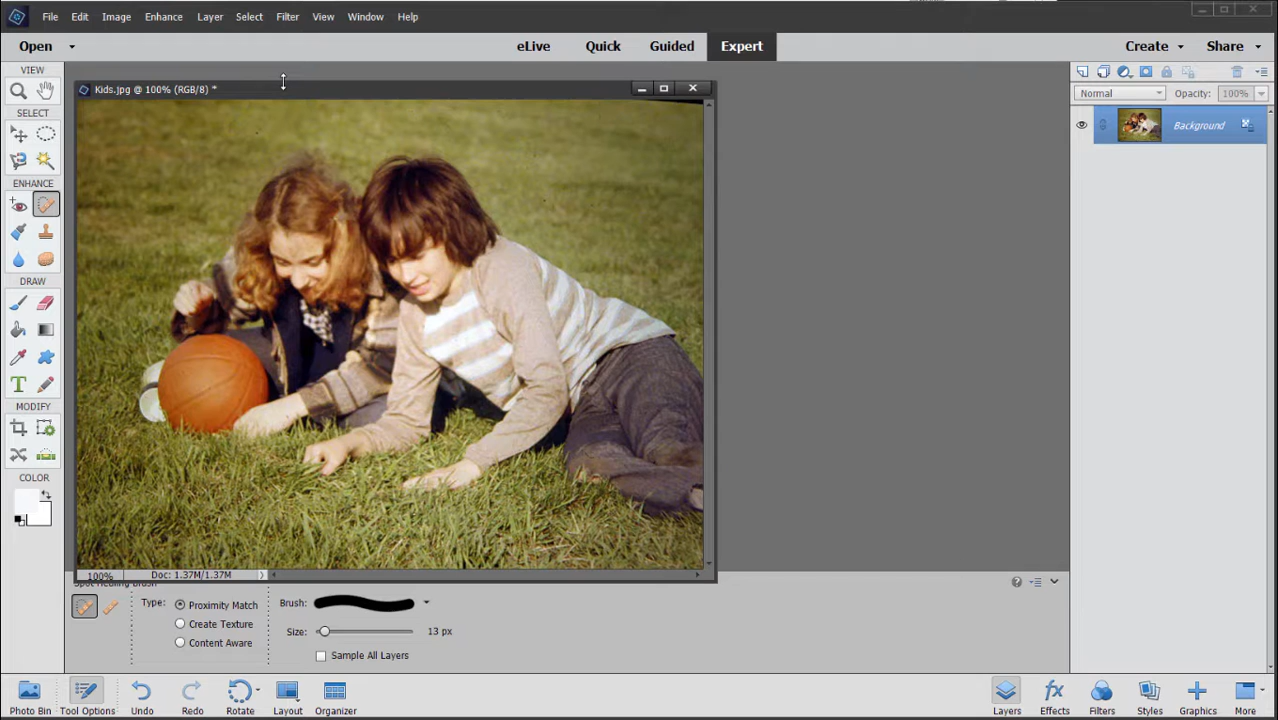 File Edit Image Enhance Layer Select Filter View Window Help
Open eLive Quick Guided Expert Create Share
VIEW
Kids.jpg @ 100% (RGB/8) *
Normal Opacity: 100%
SELECT
Background
ENHANCE
DRAW
T
MODIFY
COLOR
100% Doc: 1.37M/1.37M
Spot Healing Brush
Type: Proximity Match Brush:
Create Texture Size: 13 px
Content Aware Sample All Layers
Photo Bin Tool Options Undo Redo Rotate Layout Organizer Layers Effects Filters Styles Graphics More